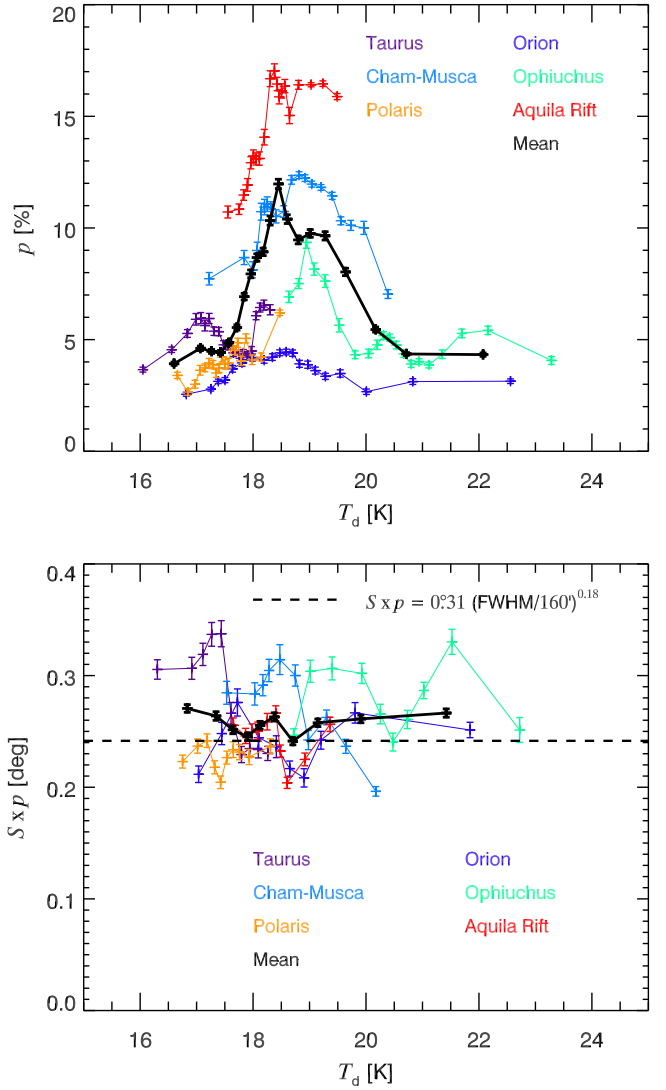 20
15
10
5
0
p [%]
Taurus Orion
Cham-Musca Ophiuchus
Polaris Aquila Rift
Mean
16 18 20 22 24
Td [K]
0.4
0.3
0.2
0.1
0.0
S x p [deg]
S x p = 0°.31 (FWHM/160')^0.18
Taurus Orion
Cham-Musca Ophiuchus
Polaris Aquila Rift
Mean
16 18 20 22 24
Td [K]